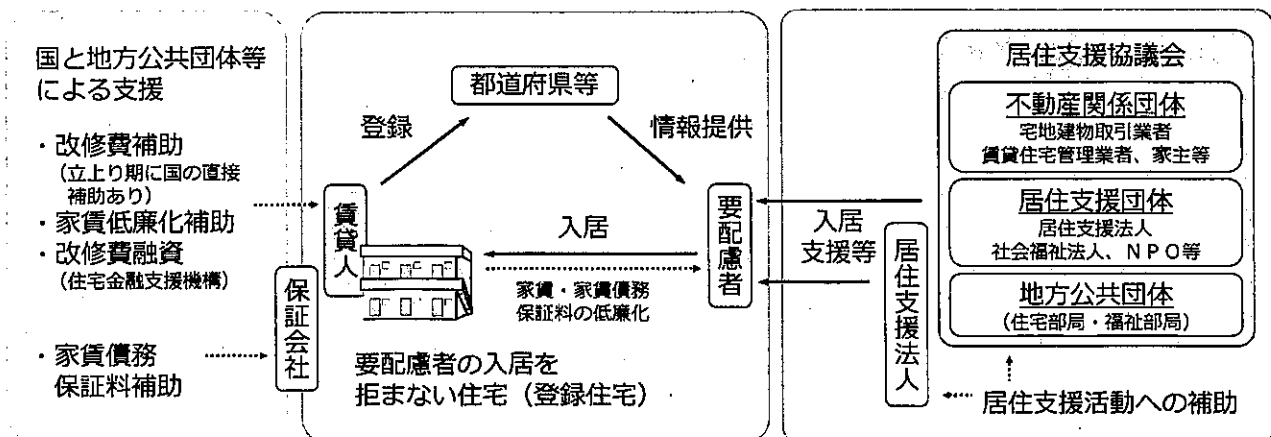 国と地方公共団体等
による支援
・改修費補助
(立上り期に国の直接
補助あり)
・家賃低廉化補助
・改修費融資
(住宅金融支援機構)
・家賃債務
保証料補助
都道府県等
登録
情報提供
賃貸人
入居
要配慮者
家賃・家賃債務
保証料の低廉化
保証会社
要配慮者の入居を
拒まない住宅(登録住宅)
入居
支援等
居住支援法人
居住支援協議会
不動産関係団体
宅地建物取引業者
賃貸住宅管理業者、家主等
居住支援団体
居住支援法人
社会福祉法人、NPO等
地方公共団体
(住宅部局・福祉部局)
居住支援活動への補助